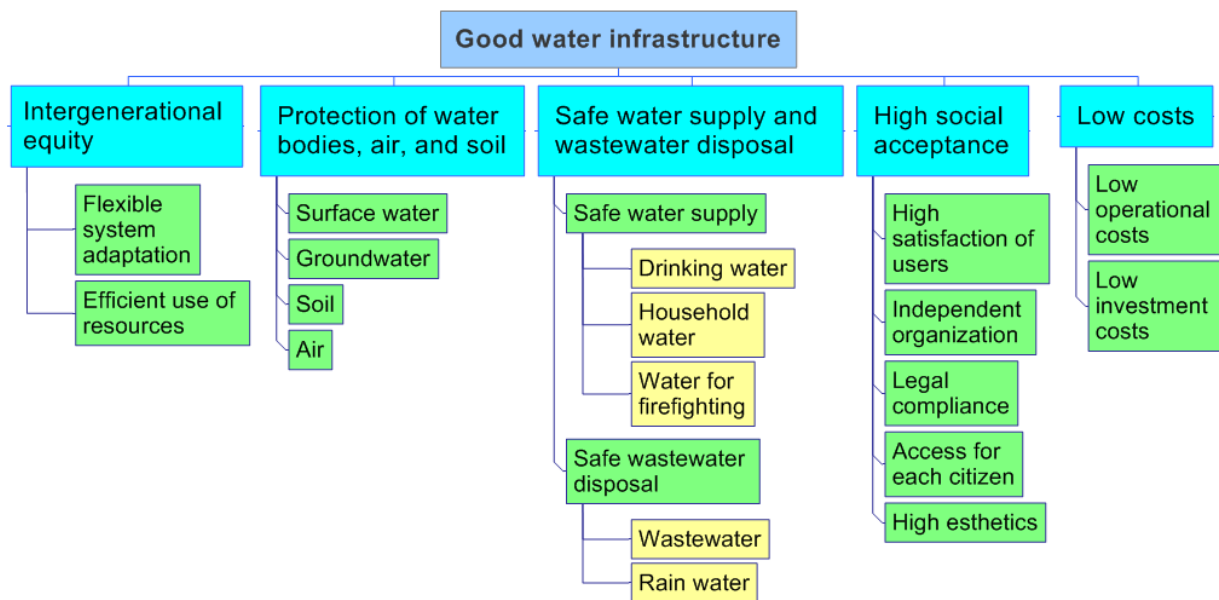 Good water infrastructure
Intergenerational
equity
Flexible
system
adaptation
Efficient use of
resources
Protection of water
bodies, air, and soil
Surface water
Groundwater
Soil
Air
Safe water supply and
wastewater disposal
Safe water supply
Drinking water
Household
water
Water for
firefighting
Safe wastewater
disposal
Wastewater
Rain water
High social
acceptance
High
satisfaction of
users
Independent
organization
Legal
compliance
Access for
each citizen
High esthetics
Low costs
Low
operational
costs
Low
investment
costs